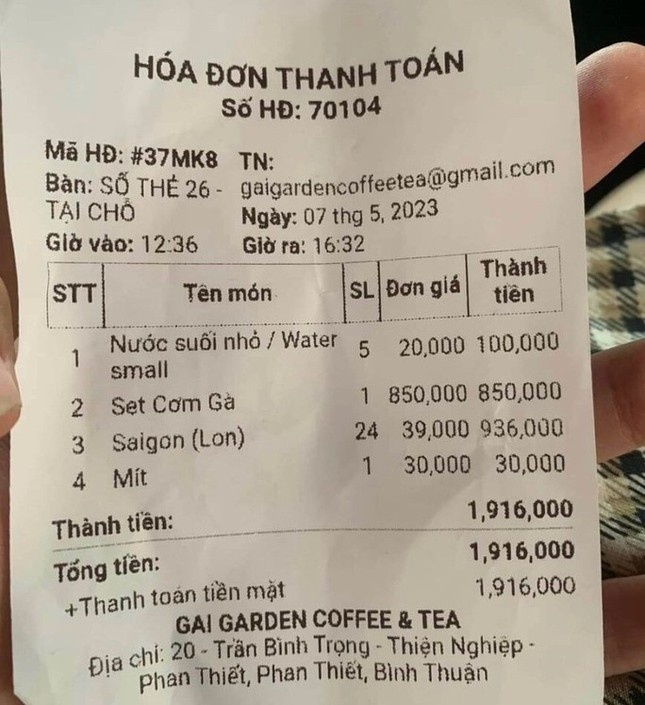 HÓA ĐƠN THANH TOÁN
Số HĐ: 70104
Mã HĐ: #37MK8 TN:
Bàn: SỐ THẺ 26 - gaigardencoffeetea@gmail.com
TẠI CHỖ Ngày: 07 thg 5, 2023
Giờ vào: 12:36 Giờ ra: 16:32
STT Tên món SL Đơn giá Thành tiền
1 Nước suối nhỏ / Water small 5 20,000 100,000
2 Set Cơm Gà 1 850,000 850,000
3 Saigon (Lon) 24 39,000 936,000
4 Mít 1 30,000 30,000
Thành tiền: 1,916,000
Tổng tiền: 1,916,000
+Thanh toán tiền mặt 1,916,000
GAI GARDEN COFFEE & TEA
Địa chỉ: 20 - Trần Bình Trọng - Thiện Nghiệp -
Phan Thiết, Phan Thiết, Bình Thuận